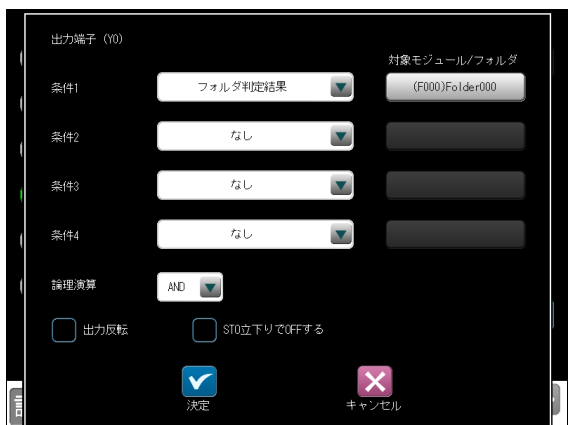 出力端子 (Y0)
対象モジュール/フォルダ
条件1 フォルダ判定結果 (F000)Folder000
条件2 なし
条件3 なし
条件4 なし
論理演算 AND
出力反転 STO立下りでOFFする
決定 キャンセル